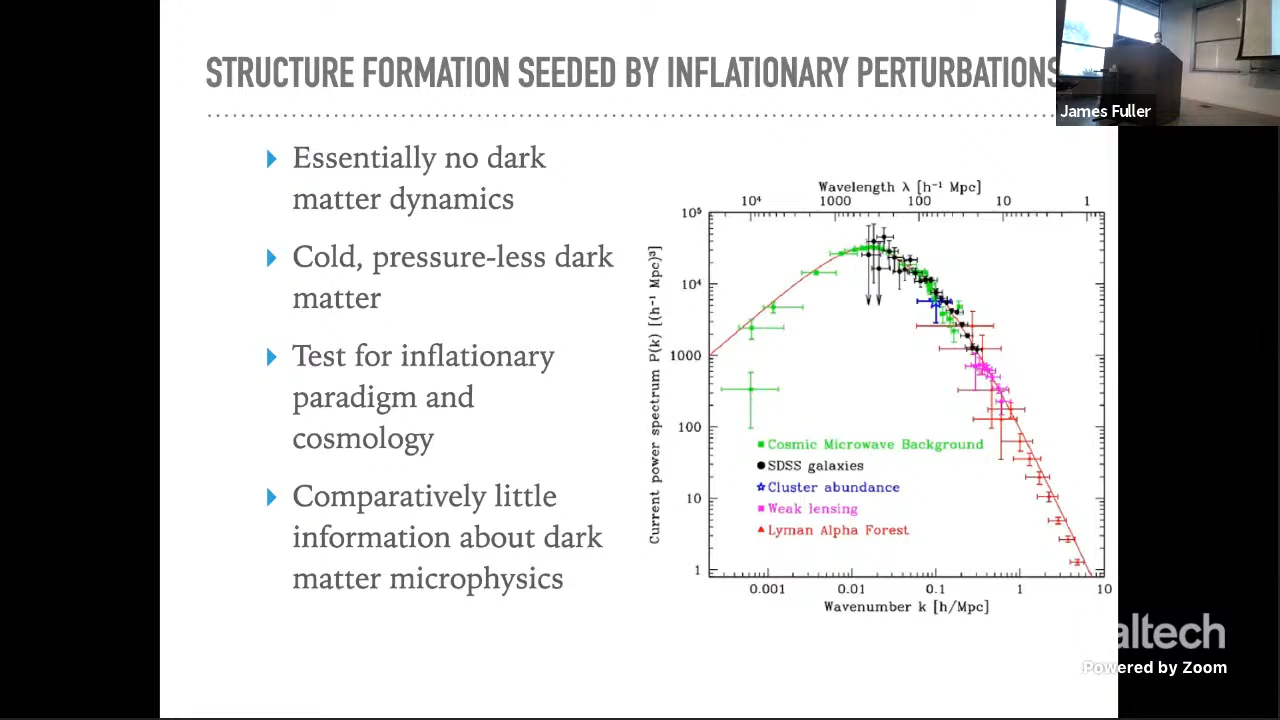 STRUCTURE FORMATION SEEDED BY INFLATIONARY PERTURBATIONS
James Fuller
Essentially no dark
matter dynamics
Cold, pressure-less dark
matter
Test for inflationary
paradigm and
cosmology
Comparatively little
information about dark
matter microphysics
Wavelength λ [h⁻¹ Mpc]
10⁴ 1000 100 10 1
Current power spectrum P(k) [(h⁻¹ Mpc)³]
10⁵
10⁴
1000
100
10
1
Cosmic Microwave Background
SDSS galaxies
Cluster abundance
Weak lensing
Lyman Alpha Forest
0.001 0.01 0.1 1 10
Wavenumber k [h/Mpc]
altech
Powered by Zoom